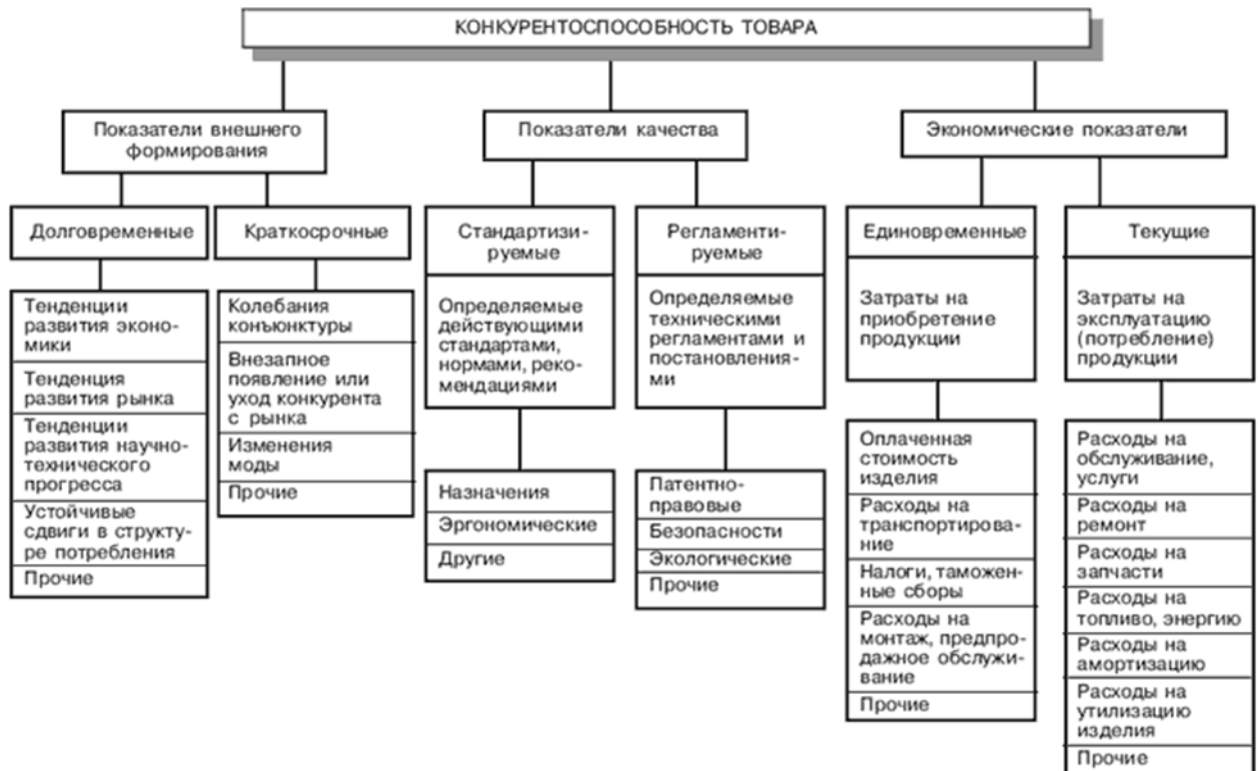 КОНКУРЕНТОСПОСОБНОСТЬ ТОВАРА
Показатели внешнего
формирования
Показатели качества
Экономические показатели
Долговременные
Краткосрочные
Стандартизи-
руемые
Регламенти-
руемые
Единовременные
Текущие
Тенденции
развития эконо-
мики
Тенденция
развития рынка
Тенденции
развития научно-
технического
прогресса
Устойчивые
сдвиги в структу-
ре потребления
Прочие
Колебания
конъюнктуры
Внезапное
появление или
уход конкурента
с рынка
Изменения
моды
Прочие
Определяемые
действующими
стандартами,
нормами, реко-
мендациями
Назначения
Эргономические
Другие
Определяемые
техническими
регламентами и
постановления-
ми
Патентно-
правовые
Безопасности
Экологические
Прочие
Затраты на
приобретение
продукции
Оплаченная
стоимость
изделия
Расходы на
транспортирова-
ние
Налоги, таможен-
ные сборы
Расходы на
монтаж, предпро-
дажное обслужи-
вание
Прочие
Затраты на
эксплуатацию
(потребление)
продукции
Расходы на
обслуживание,
услуги
Расходы на
ремонт
Расходы на
запчасти
Расходы на
топливо, энергию
Расходы на
амортизацию
Расходы на
утилизацию
изделия
Прочие